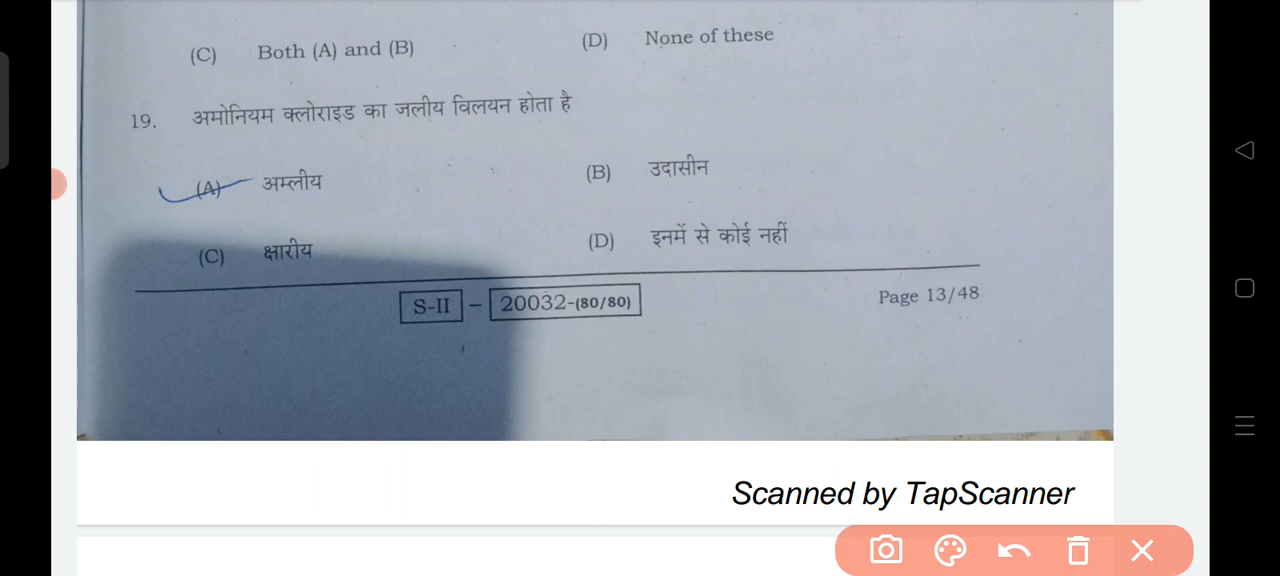 (C) Both (A) and (B) (D) None of these
19. अमोनियम क्लोराइड का जलीय विलयन होता है
(A) अम्लीय (B) उदासीन
(C) क्षारीय (D) इनमें से कोई नहीं
S-II – 20032-(80/80) Page 13/48
Scanned by TapScanner